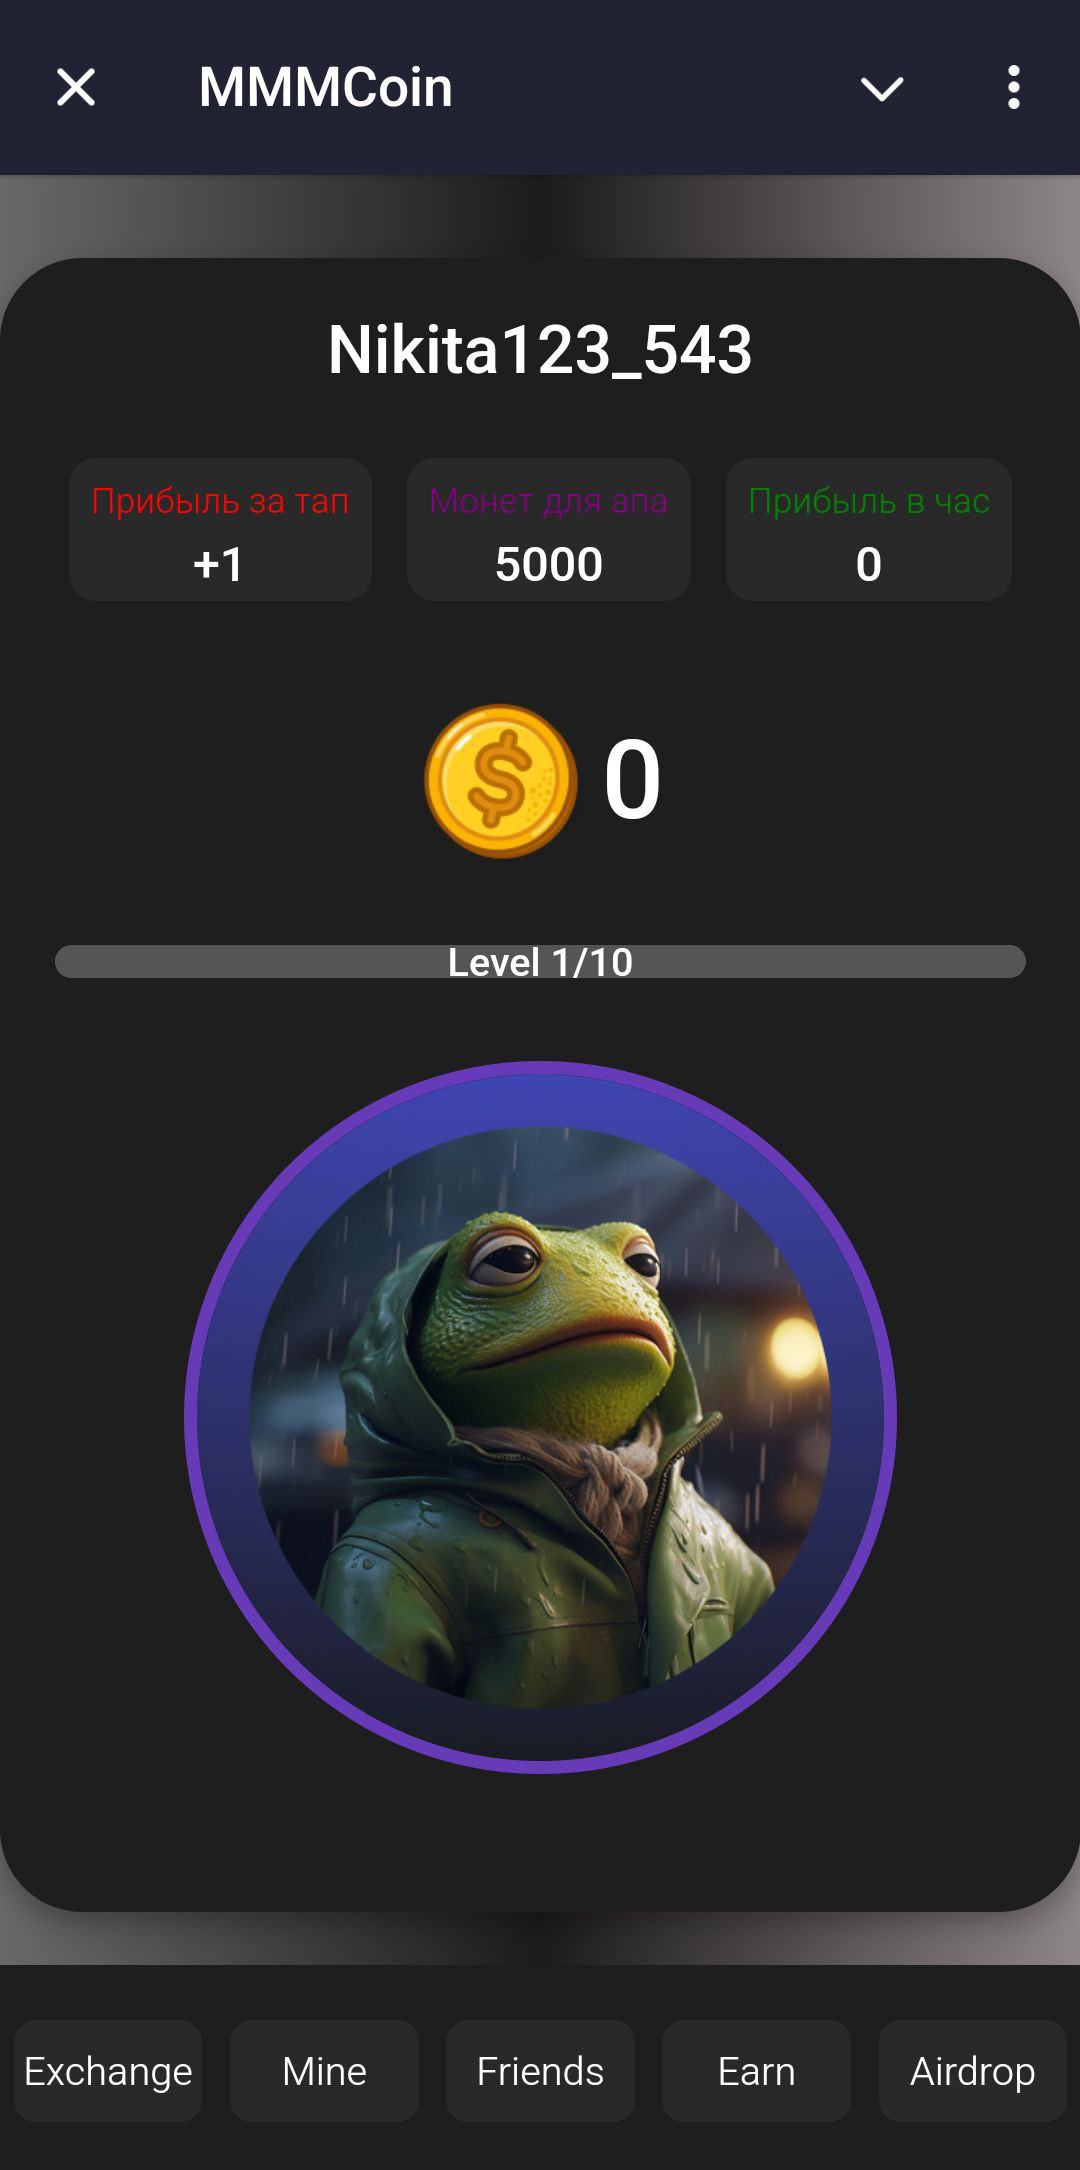 MMMCoin
Nikita123_543
Прибыль за тап
+1
Монет для апа
5000
Прибыль в час
0
0
Level 1/10
Exchange
Mine
Friends
Earn
Airdrop